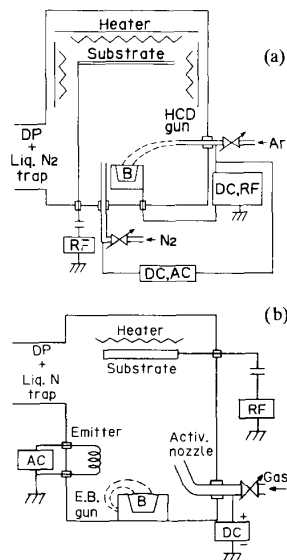 (a)
Heater
Substrate
HCD
gun
DP
+
Liq. N2
trap
B
Ar
DC,RF
RF
N2
DC, AC
(b)
DP
+
Liq. N
trap
Heater
Substrate
RF
Emitter
Activ.
nozzle
AC
Gas
E.B.
gun
B
+
DC
−